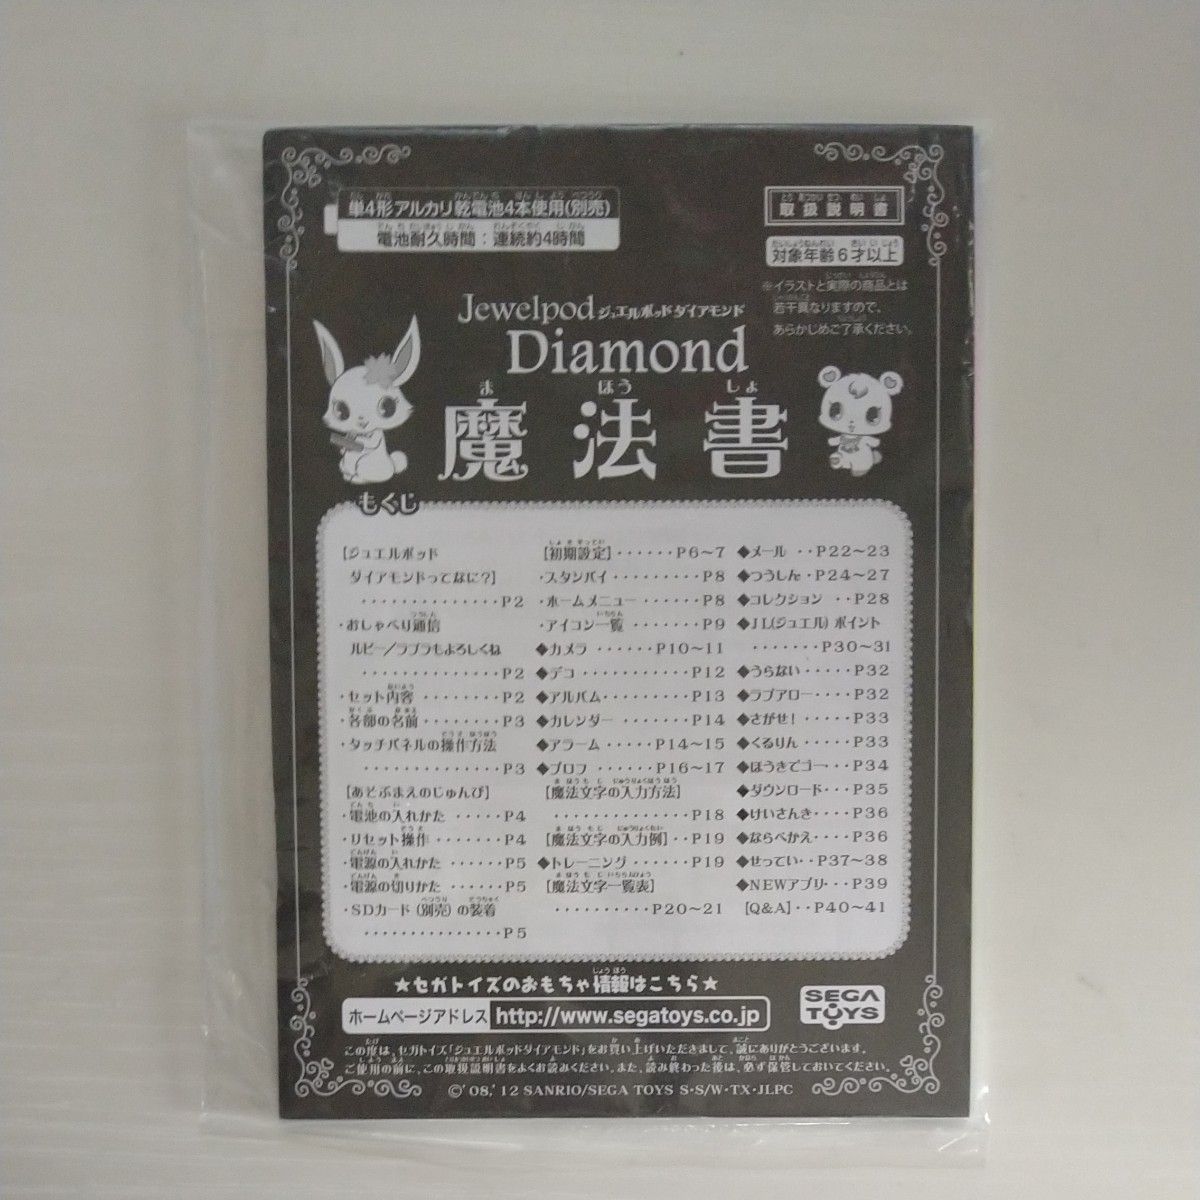 単4形アルカリ乾電池4本使用(別売)
電池耐久時間：連続約4時間
取扱説明書
対象年齢6才以上
※イラストと実際の商品とは
若干異なりますので、
あらかじめご了承ください。
Jewelpod ジュエルポッドダイアモンド
Diamond
ま ほう しょ
魔法書
もくじ
【ジュエルポッド
ダイアモンドってなに?】
··············P2
・おしゃべり通信
ルビー／ラブラもよろしくね
··············P2
・セット内容 ········P2
・各部の名前 ········P3
・タッチパネルの操作方法
··············P3
【あそぶまえのじゅんび】
・電池の入れかた ·····P4
・リセット操作 ·······P4
・電源の入れかた ······P5
・電源の切りかた ······P5
・SDカード（別売）の装着
···············P5
【初期設定】······P6～7
・スタンバイ ·········P8
・ホームメニュー ······P8
・アイコン一覧 ·······P9
◆カメラ ······P10～11
◆デコ ···········P12
◆アルバム ········P13
◆カレンダー ·······P14
◆アラーム ·····P14～15
◆プロフ ······P16～17
【魔法文字の入力方法】
··············P18
【魔法文字の入力例】··P19
◆トレーニング ······P19
【魔法文字一覧表】
··········P20～21
◆メール ··P22～23
◆つうしん·P24～27
◆コレクション ··P28
◆JL(ジュエル) ポイント
·······P30～31
◆うらない·····P32
◆ラブアロー····P32
◆さがせ!·····P33
◆くるりん·····P33
◆ほうきでゴー···P34
◆ダウンロード···P35
◆けいさんき····P36
◆ならべかえ····P36
◆せってい··P37～38
◆NEWアプリ···P39
【Q&A】··P40～41
★セガトイズのおもちゃ情報はこちら★
ホームページアドレス http://www.segatoys.co.jp
SEGA
TOYS
この度は、セガトイズ「ジュエルポッドダイアモンド」をお買い上げいただきまして、誠にありがとうございます。
ご使用の前に、この取扱説明書をよくお読みください。また、読み終わった後は、必ず保管しておいてください。
©'08,'12 SANRIO/SEGA TOYS S・S/W・TX・JLPC